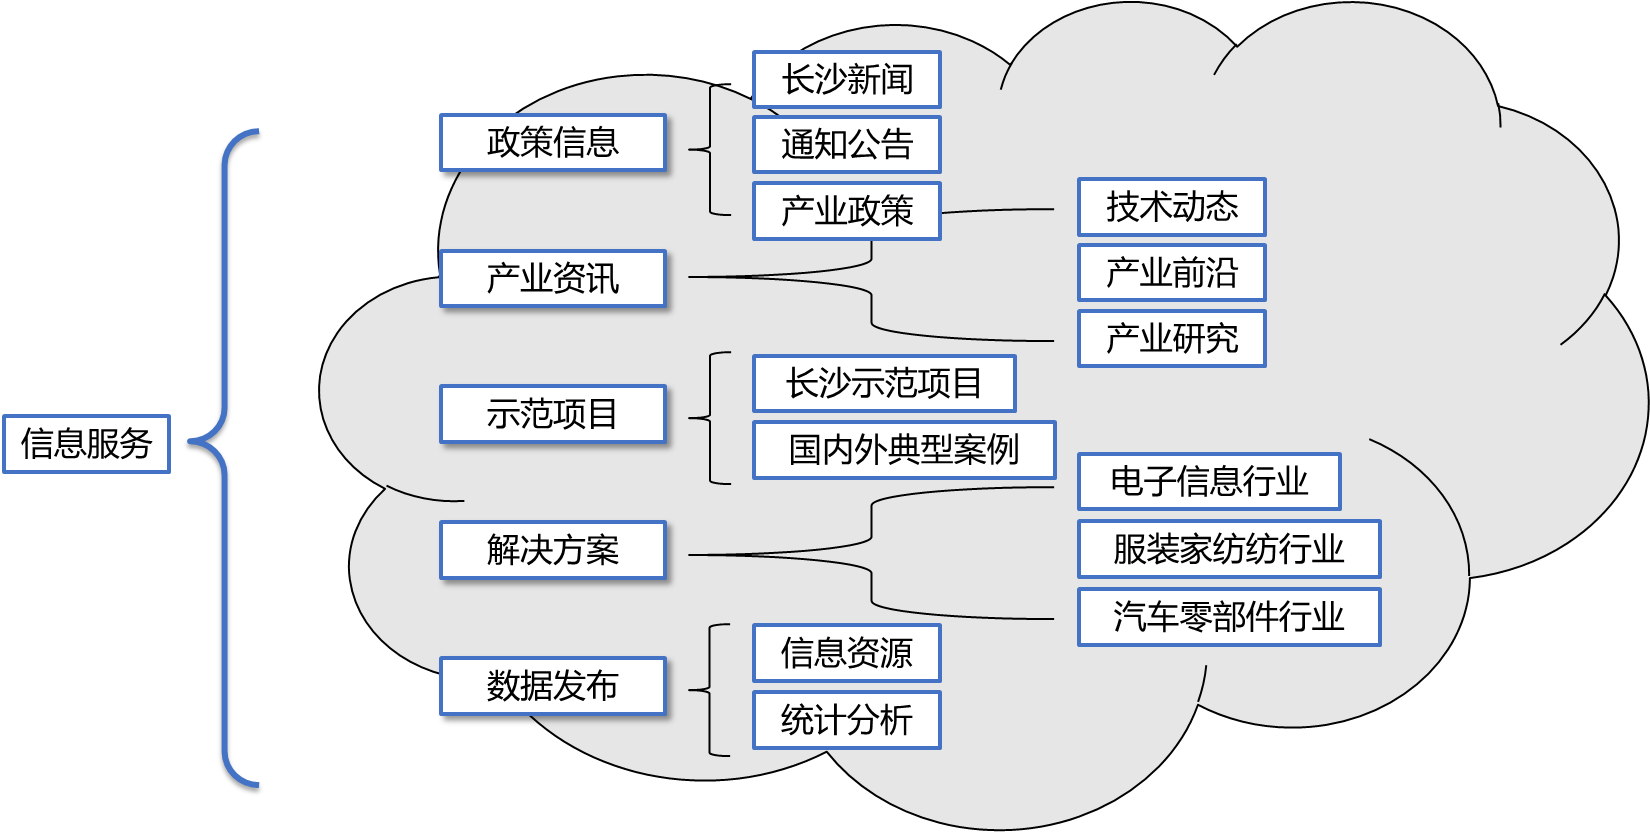 信息服务
政策信息
长沙新闻
通知公告
产业政策
产业资讯
技术动态
产业前沿
产业研究
示范项目
长沙示范项目
国内外典型案例
解决方案
电子信息行业
服装家纺纺行业
汽车零部件行业
数据发布
信息资源
统计分析